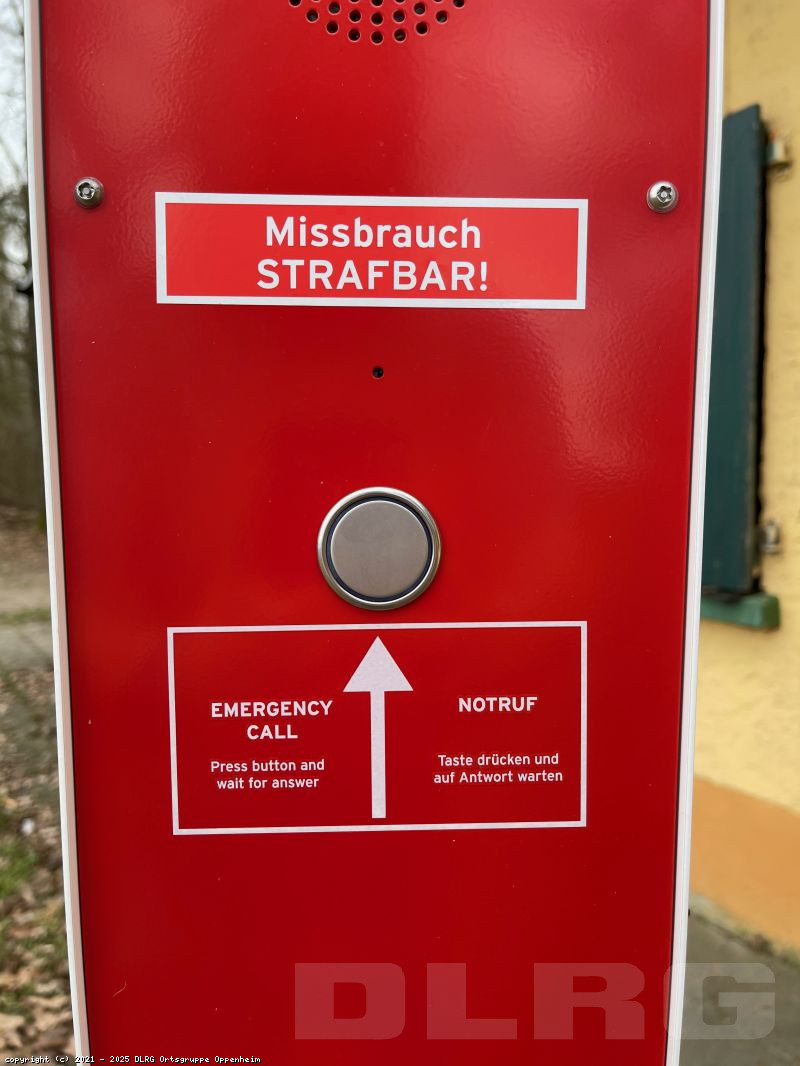 Missbrauch
STRAFBAR!
EMERGENCY
CALL
Press button and
wait for answer
NOTRUF
Taste drücken und
auf Antwort warten
DLRG
copyright (c) 2021 - 2025 DLRG Ortsgruppe Oppenheim